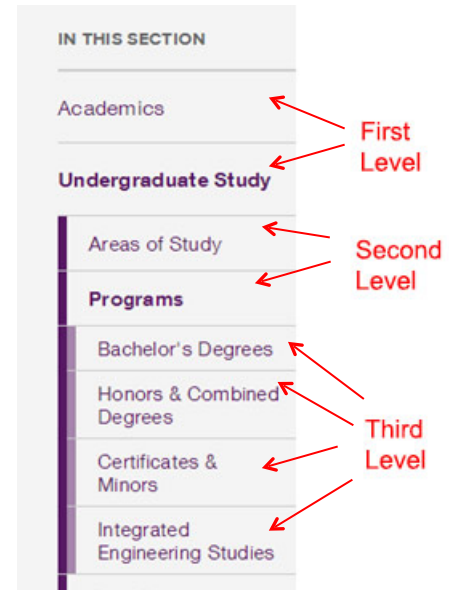 IN THIS SECTION
Academics
First
Level
Undergraduate Study
Areas of Study
Second
Level
Programs
Bachelor's Degrees
Honors & Combined
Degrees
Third
Level
Certificates &
Minors
Integrated
Engineering Studies